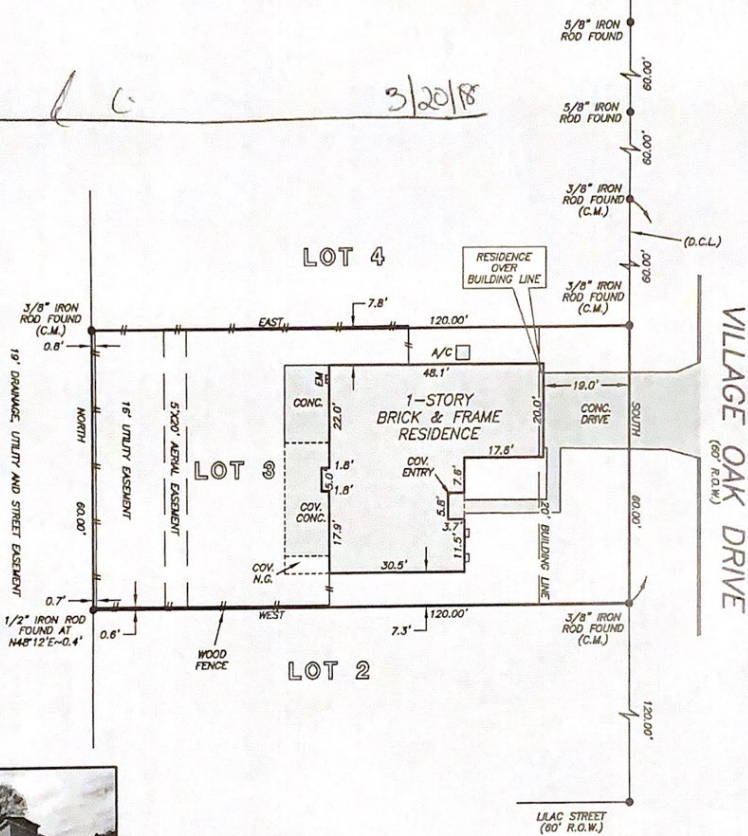 5/8" IRON
ROD FOUND
60.00'
3/20/18
5/8" IRON
ROD FOUND
60.00'
3/8" IRON
ROD FOUND
(C.M.)
(D.C.L.)
60.00'
LOT 4
RESIDENCE
OVER
BUILDING LINE
3/8" IRON
ROD FOUND
(C.M.)
3/8" IRON
ROD FOUND
(C.M.)
7.8'
EAST
120.00'
0.8'
A/C
48.1'
EM
CONC.
22.0'
1-STORY
BRICK & FRAME
RESIDENCE
20.0'
19.0'
CONC.
DRIVE
SOUTH
VILLAGE OAK DRIVE
(60' R.O.W.)
19' DRAINAGE, UTILITY AND STREET EASEMENT
NORTH
60.00'
16' UTILITY EASEMENT
5'X20' AERIAL EASEMENT
LOT 3
1.8'
5.0'
1.8'
COV.
CONC.
17.9'
COV.
ENTRY
7.6'
17.6'
5.8'
3.7'
11.5'
20' BUILDING LINE
60.00'
COV.
N.G.
30.5'
0.7'
1/2" IRON ROD
FOUND AT
N48°12'E~0.4'
0.6'
WEST
120.00'
WOOD
FENCE
7.3'
3/8" IRON
ROD FOUND
(C.M.)
LOT 2
120.00'
LILAC STREET
(60' R.O.W.)